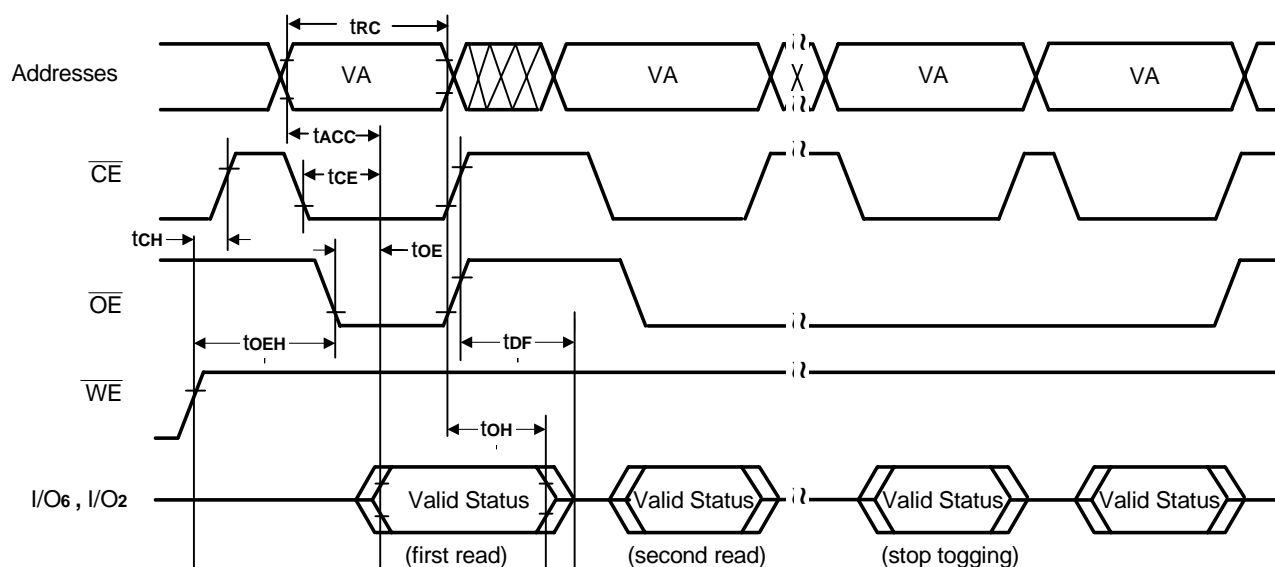 tRC
Addresses VA VA X VA VA
tACC
CE tCE
tCH tOE
OE
tOEH tDF
WE
tOH
I/O6 , I/O2 Valid Status Valid Status Valid Status Valid Status
(first read) (second read) (stop togging)